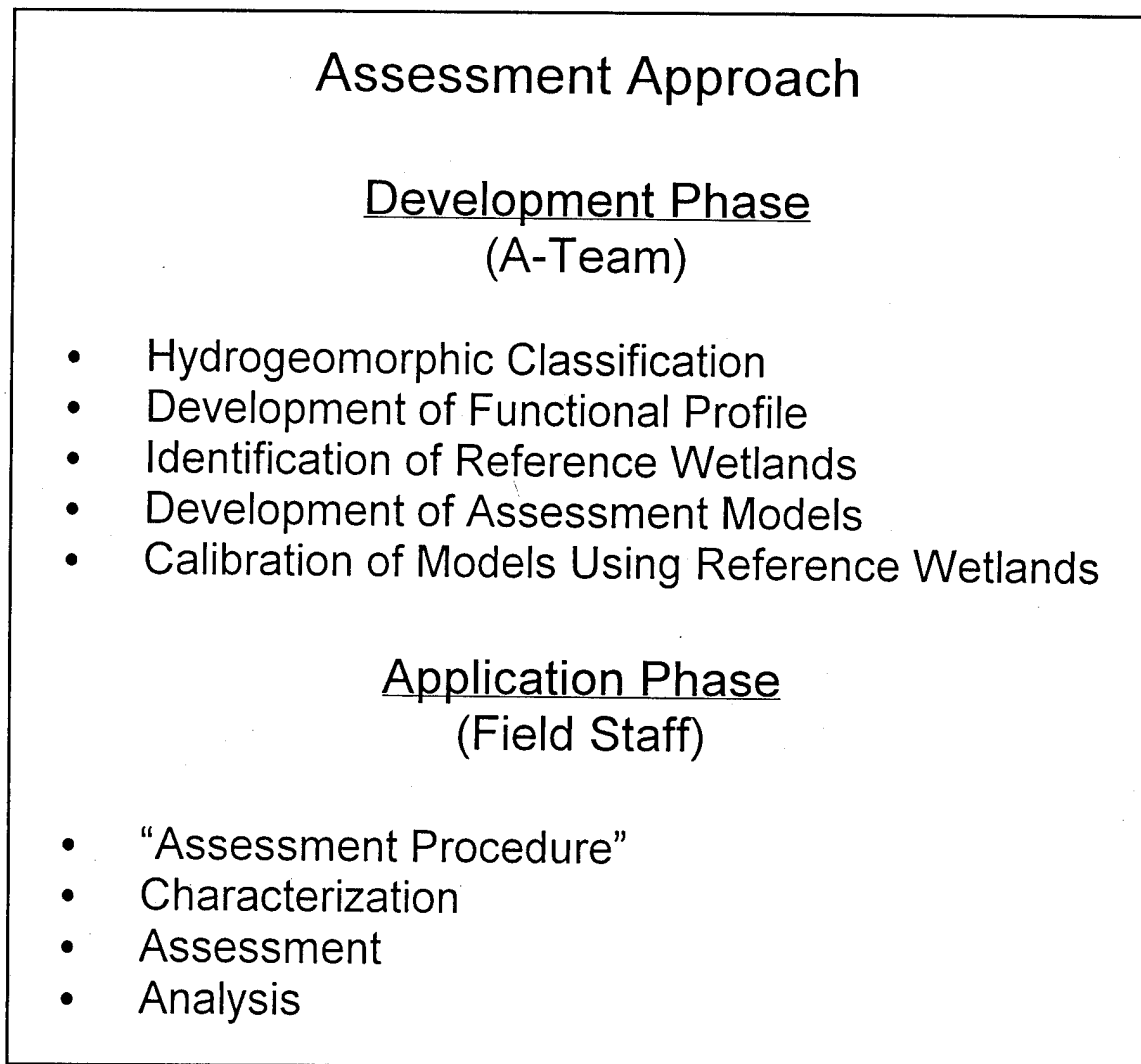 Assessment Approach
Development Phase
(A-Team)
• Hydrogeomorphic Classification
• Development of Functional Profile
• Identification of Reference Wetlands
• Development of Assessment Models
• Calibration of Models Using Reference Wetlands
Application Phase
(Field Staff)
• “Assessment Procedure”
• Characterization
• Assessment
• Analysis